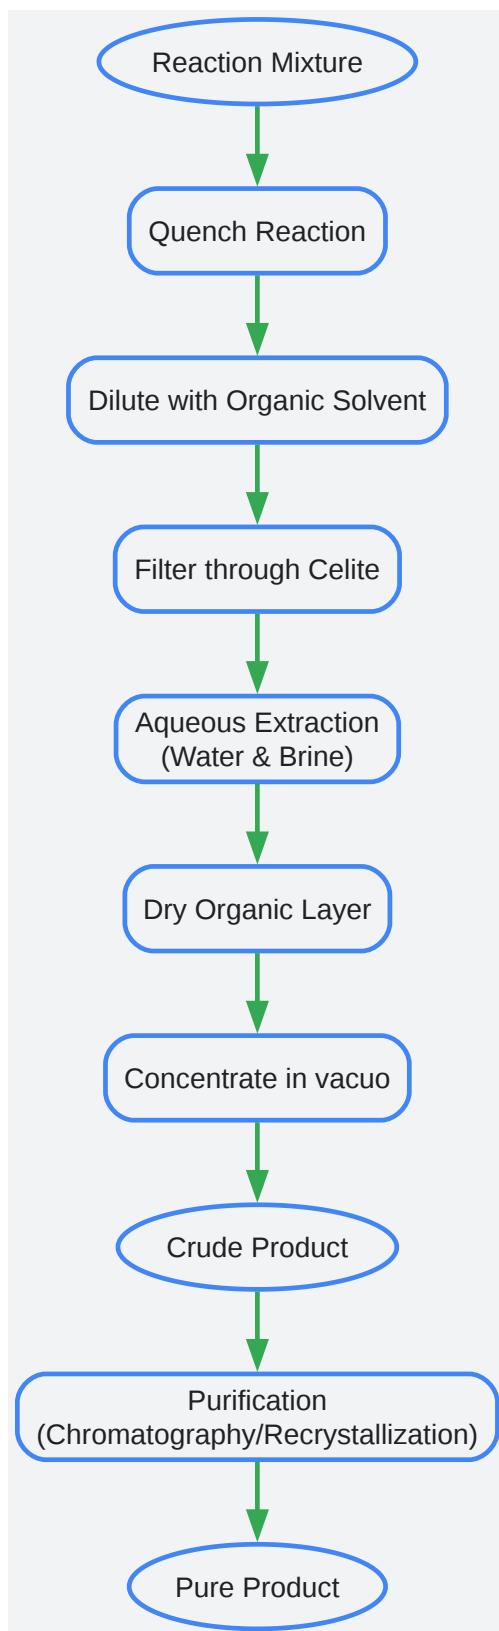 Reaction Mixture
Quench Reaction
Dilute with Organic Solvent
Filter through Celite
Aqueous Extraction
(Water & Brine)
Dry Organic Layer
Concentrate in vacuo
Crude Product
Purification
(Chromatography/Recrystallization)
Pure Product